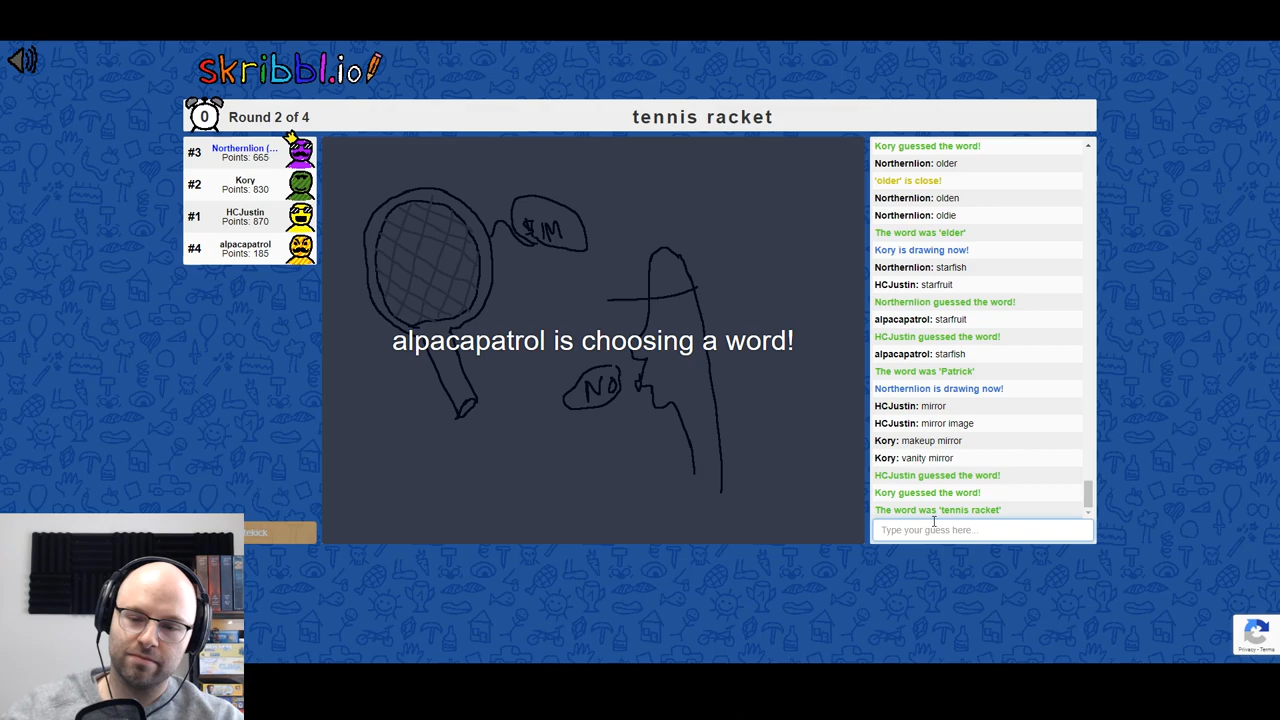 skribbl.io
0
Round 2 of 4
tennis racket
#3
Northernlion (...
Points: 665
#2
Kory
Points: 830
#1
HCJustin
Points: 870
#4
alpacapatrol
Points: 185
$1M
NO
alpacapatrol is choosing a word!
Kory guessed the word!
Northernlion: older
'older' is close!
Northernlion: olden
Northernlion: oldie
The word was 'elder'
Kory is drawing now!
Northernlion: starfish
HCJustin: starfruit
Northernlion guessed the word!
alpacapatrol: starfruit
HCJustin guessed the word!
alpacapatrol: starfish
The word was 'Patrick'
Northernlion is drawing now!
HCJustin: mirror
HCJustin: mirror image
Kory: makeup mirror
Kory: vanity mirror
HCJustin guessed the word!
Kory guessed the word!
The word was 'tennis racket'
Type your guess here...
Privacy - Terms